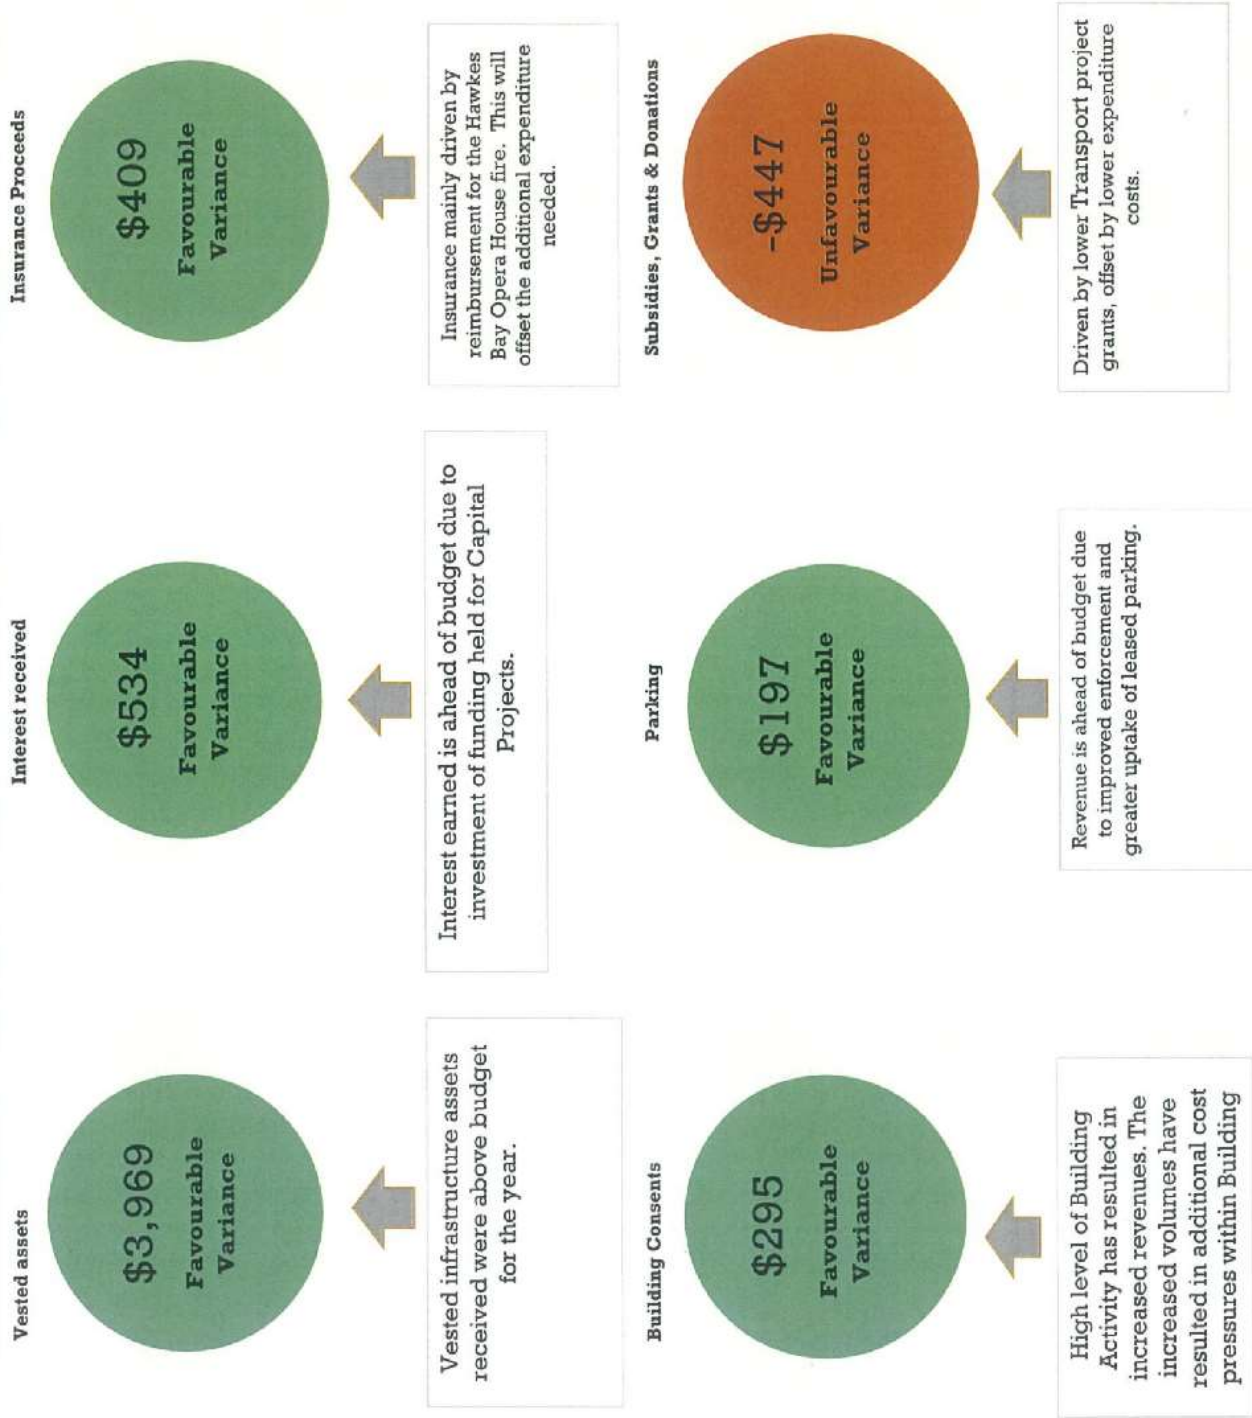 Vested assets
$3,969
Favourable
Variance
Vested infrastructure assets
received were above budget
for the year.
Interest received
$534
Favourable
Variance
Interest earned is ahead of budget due to
investment of funding held for Capital
Projects.
Insurance Proceeds
$409
Favourable
Variance
Insurance mainly driven by
reimbursement for the Hawkes
Bay Opera House fire. This will
offset the additional expenditure
needed.
Building Consents
$295
Favourable
Variance
High level of Building
Activity has resulted in
increased revenues. The
increased volumes have
resulted in additional cost
pressures within Building
Parking
$197
Favourable
Variance
Revenue is ahead of budget due
to improved enforcement and
greater uptake of leased parking.
Subsidies, Grants & Donations
-$447
Unfavourable
Variance
Driven by lower Transport project
grants, offset by lower expenditure
costs.